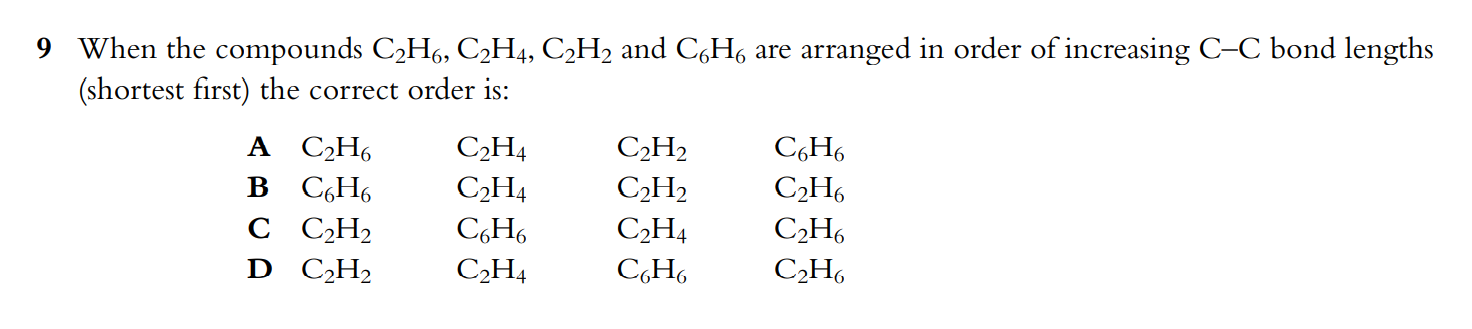 9 When the compounds C₂H₆, C₂H₄, C₂H₂ and C₆H₆ are arranged in order of increasing C–C bond lengths
(shortest first) the correct order is:
A C₂H₆ C₂H₄ C₂H₂ C₆H₆
B C₆H₆ C₂H₄ C₂H₂ C₂H₆
C C₂H₂ C₆H₆ C₂H₄ C₂H₆
D C₂H₂ C₂H₄ C₆H₆ C₂H₆